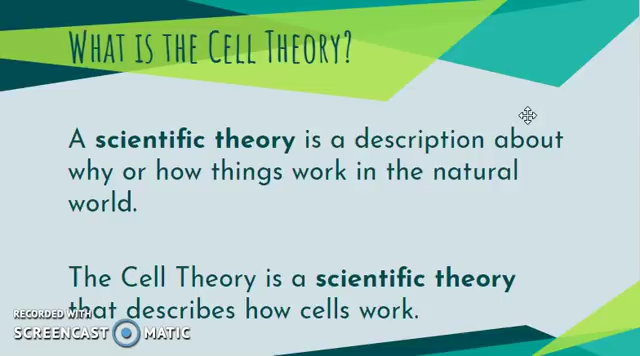 What is the Cell Theory?
A scientific theory is a description about
why or how things work in the natural
world.
The Cell Theory is a scientific theory
that describes how cells work.
RECORDED WITH
SCREENCAST MATIC